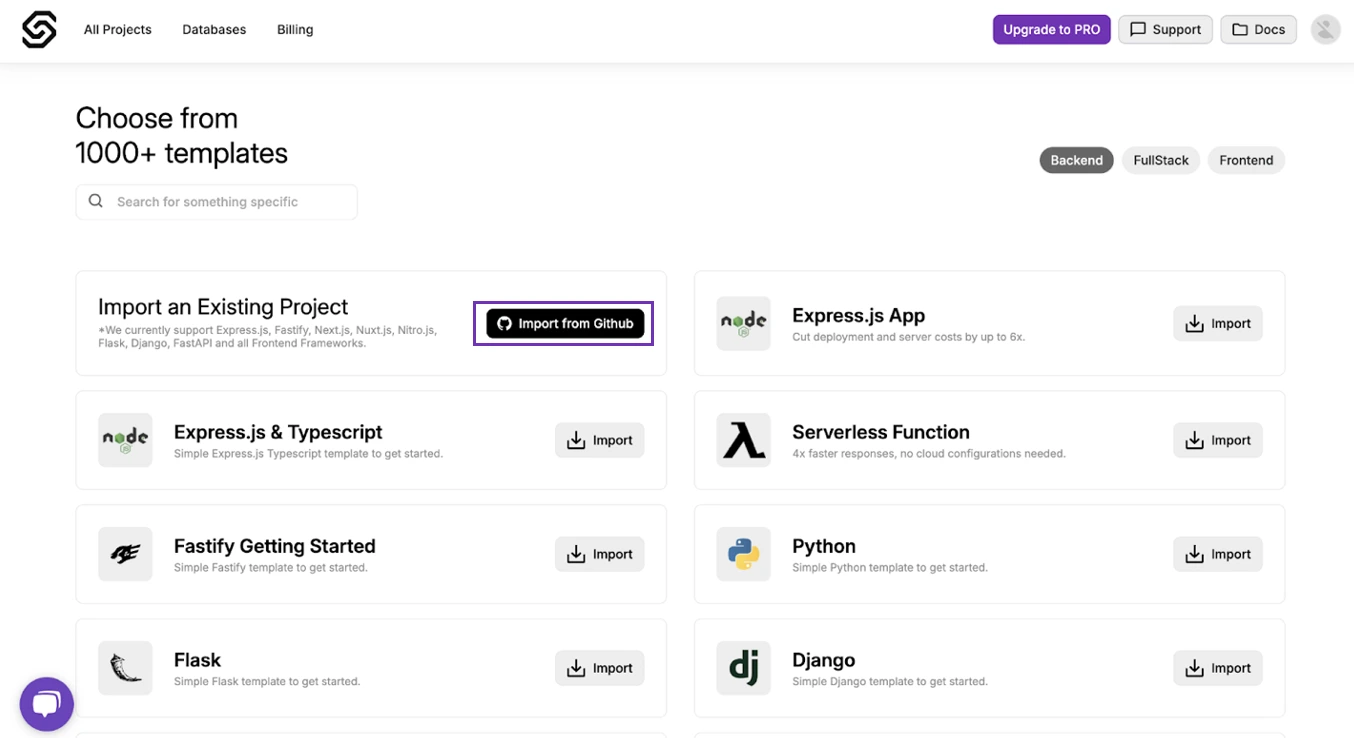 All Projects
Databases
Billing
Upgrade to PRO
Support
Docs
Choose from
1000+ templates
Backend
FullStack
Frontend
Search for something specific
Import an Existing Project
*We currently support Express.js, Fastify, Next.js, Nuxt.js, Nitro.js,
Flask, Django, FastAPI and all Frontend Frameworks.
Import from Github
node
JS
Express.js App
Cut deployment and server costs by up to 6x.
Import
node
JS
Express.js & Typescript
Simple Express.js Typescript template to get started.
Import
Serverless Function
4x faster responses, no cloud configurations needed.
Import
Fastify Getting Started
Simple Fastify template to get started.
Import
Python
Simple Python template to get started.
Import
Flask
Simple Flask template to get started.
Import
dj
Django
Simple Django template to get started.
Import